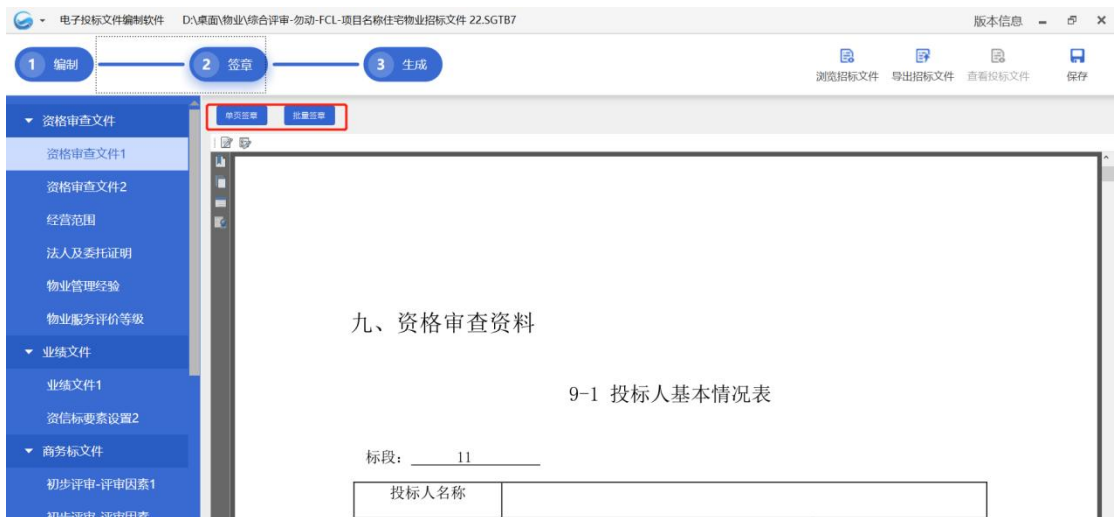 电子投标文件编制软件 D:\桌面\物业\综合评审-勿动-FCL-项目名称住宅物业招标文件 22.SGTB7 版本信息
1 编制 2 签章 3 生成
浏览招标文件 导出招标文件 查看投标文件 保存
资格审查文件
资格审查文件1
资格审查文件2
经营范围
法人及委托证明
物业管理经验
物业服务评价等级
业绩文件
业绩文件1
资信标要素设置2
商务标文件
初步评审-评审因素1
初步评审-评审因素
单页签章 批量签章
九、资格审查资料
9-1 投标人基本情况表
标段: 11
投标人名称